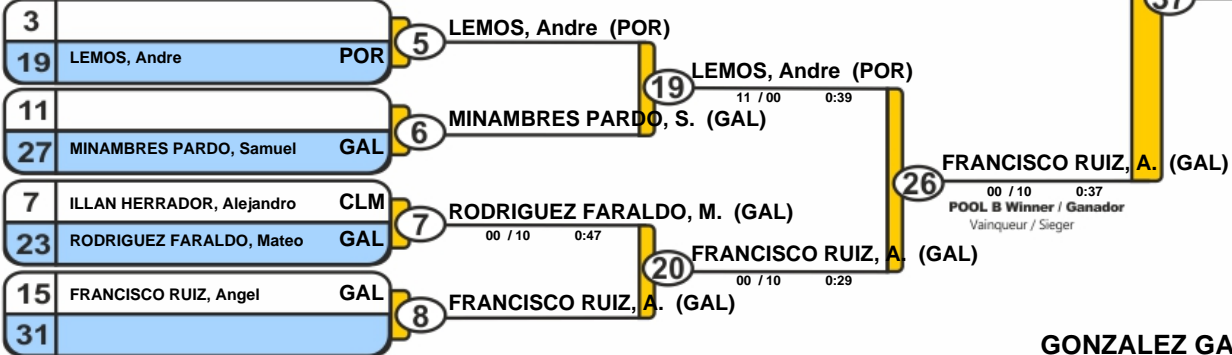 37
3
LEMOS, Andre (POR)
19 LEMOS, Andre POR
5
LEMOS, Andre (POR)
19
11 / 00 0:39
11
MINAMBRES PARDO, S. (GAL)
27 MINAMBRES PARDO, Samuel GAL
6
FRANCISCO RUIZ, A. (GAL)
26
00 / 10 0:37
POOL B Winner / Ganador
Vainqueur / Sieger
7 ILLAN HERRADOR, Alejandro CLM
RODRIGUEZ FARALDO, M. (GAL)
23 RODRIGUEZ FARALDO, Mateo GAL
7
00 / 10 0:47
FRANCISCO RUIZ, A. (GAL)
20
00 / 10 0:29
15 FRANCISCO RUIZ, Angel GAL
FRANCISCO RUIZ, A. (GAL)
8
31
GONZALEZ GA